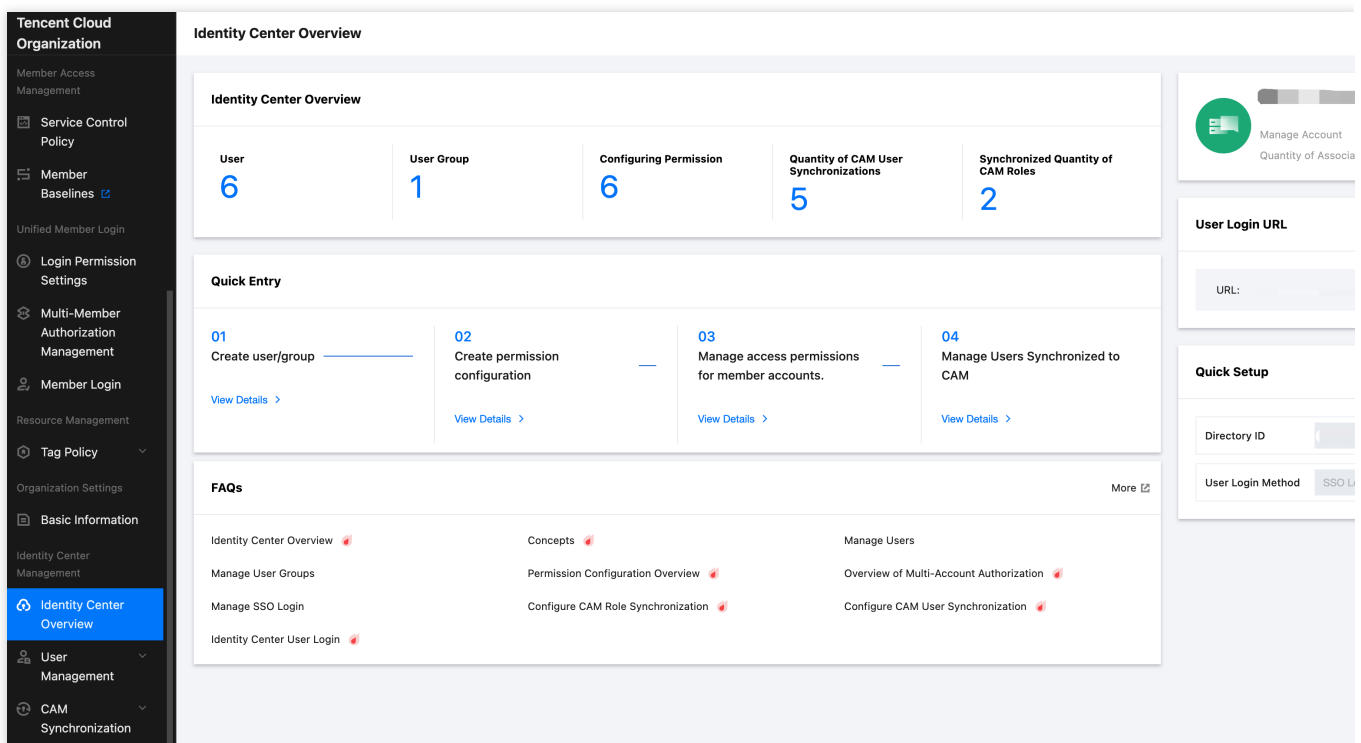 Tencent Cloud
Organization
Member Access
Management
Service Control
Policy
Member
Baselines
Unified Member Login
Login Permission
Settings
Multi-Member
Authorization
Management
Member Login
Resource Management
Tag Policy
Organization Settings
Basic Information
Identity Center
Management
Identity Center
Overview
User
Management
CAM
Synchronization
Identity Center Overview
Identity Center Overview
User
6
User Group
1
Configuring Permission
6
Quantity of CAM User
Synchronizations
5
Synchronized Quantity of
CAM Roles
2
Quick Entry
01
Create user/group
View Details
02
Create permission
configuration
View Details
03
Manage access permissions
for member accounts.
View Details
04
Manage Users Synchronized to
CAM
View Details
FAQs
More
Identity Center Overview
Concepts
Manage Users
Manage User Groups
Permission Configuration Overview
Overview of Multi-Account Authorization
Manage SSO Login
Configure CAM Role Synchronization
Configure CAM User Synchronization
Identity Center User Login
Manage Account
Quantity of Associa
User Login URL
URL:
Quick Setup
Directory ID
User Login Method
SSO L